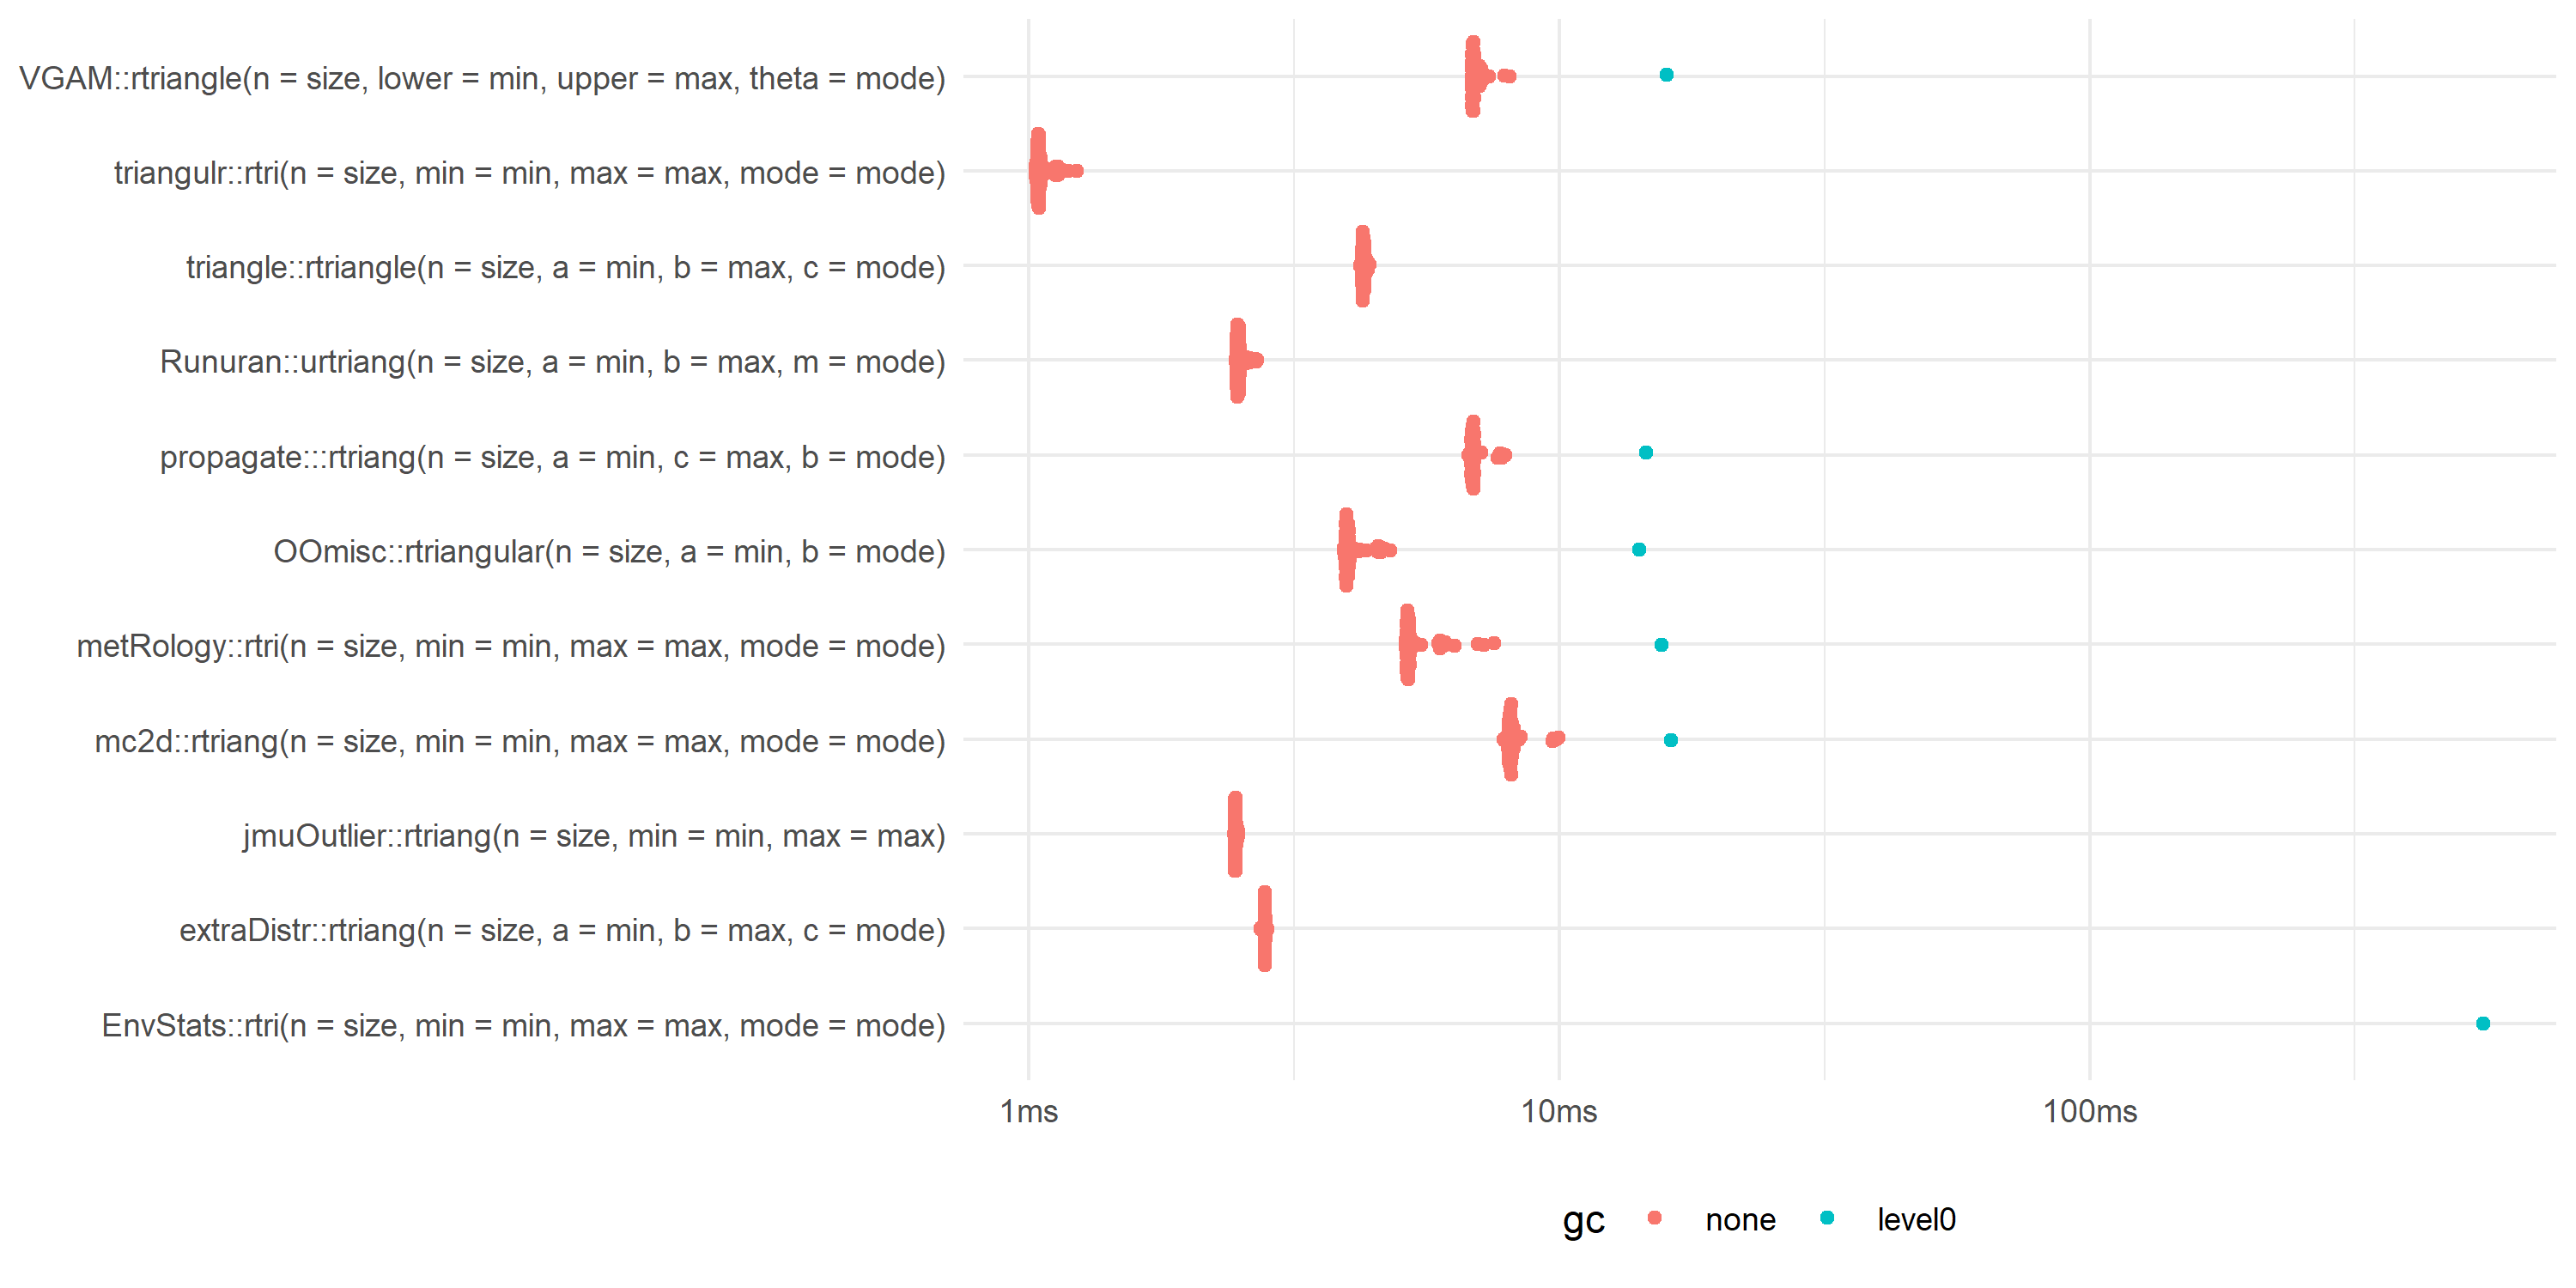 VGAM::rtriangle(n = size, lower = min, upper = max, theta = mode)
triangulr::rtri(n = size, min = min, max = max, mode = mode)
triangle::rtriangle(n = size, a = min, b = max, c = mode)
Runuran::urtriang(n = size, a = min, b = max, m = mode)
propagate:::rtriang(n = size, a = min, c = max, b = mode)
OOmisc::rtriangular(n = size, a = min, b = mode)
metRology::rtri(n = size, min = min, max = max, mode = mode)
mc2d::rtriang(n = size, min = min, max = max, mode = mode)
jmuOutlier::rtriang(n = size, min = min, max = max)
extraDistr::rtriang(n = size, a = min, b = max, c = mode)
EnvStats::rtri(n = size, min = min, max = max, mode = mode)
1ms 10ms 100ms
gc none level0